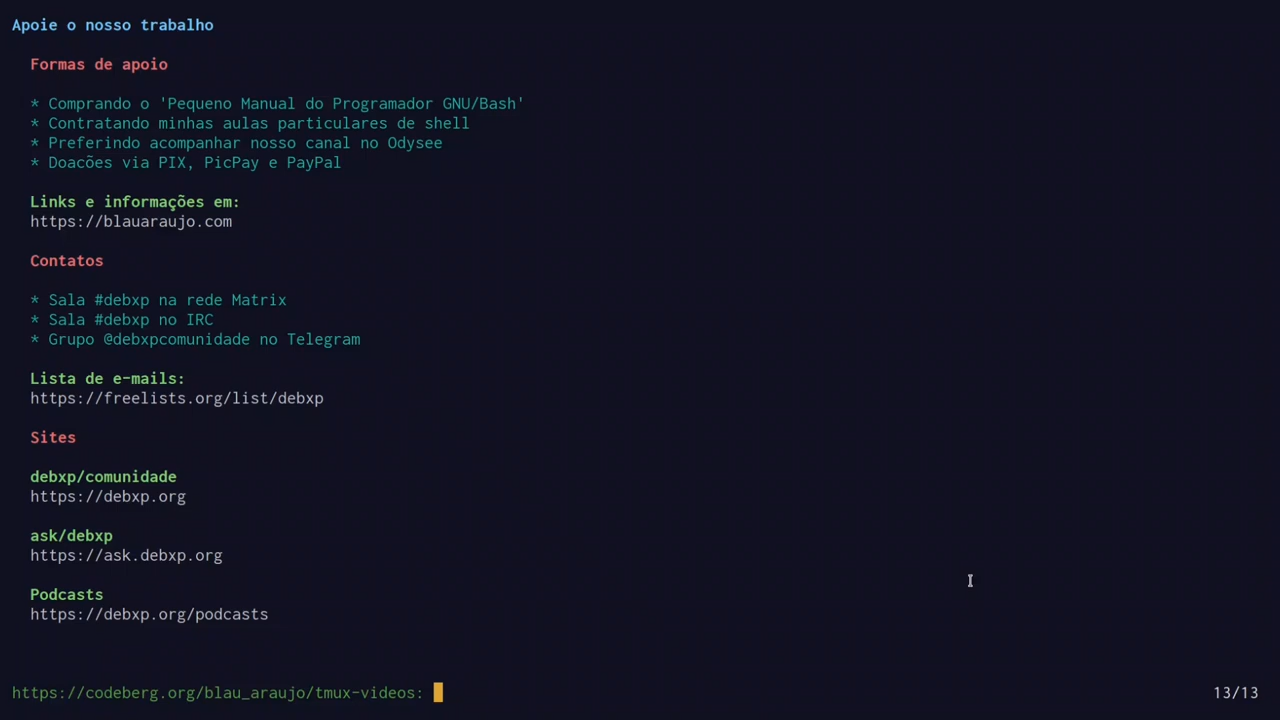 Apoie o nosso trabalho
Formas de apoio
* Comprando o 'Pequeno Manual do Programador GNU/Bash'
* Contratando minhas aulas particulares de shell
* Preferindo acompanhar nosso canal no Odysee
* Doacões via PIX, PicPay e PayPal
Links e informações em:
https://blauaraujo.com
Contatos
* Sala #debxp na rede Matrix
* Sala #debxp no IRC
* Grupo @debxpcomunidade no Telegram
Lista de e-mails:
https://freelists.org/list/debxp
Sites
debxp/comunidade
https://debxp.org
ask/debxp
https://ask.debxp.org
Podcasts
https://debxp.org/podcasts
https://codeberg.org/blau_araujo/tmux-videos: 13/13